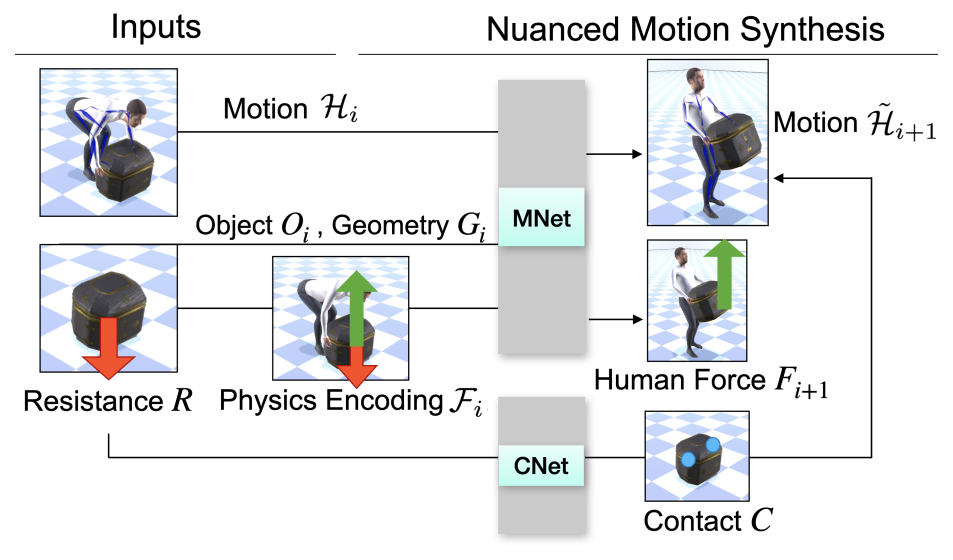 Inputs
Nuanced Motion Synthesis
Motion $\mathcal{H}_i$
Motion $\tilde{\mathcal{H}}_{i+1}$
Object $O_i$ , Geometry $G_i$
MNet
Human Force $F_{i+1}$
Resistance $R$
Physics Encoding $\mathcal{F}_i$
CNet
Contact $C$